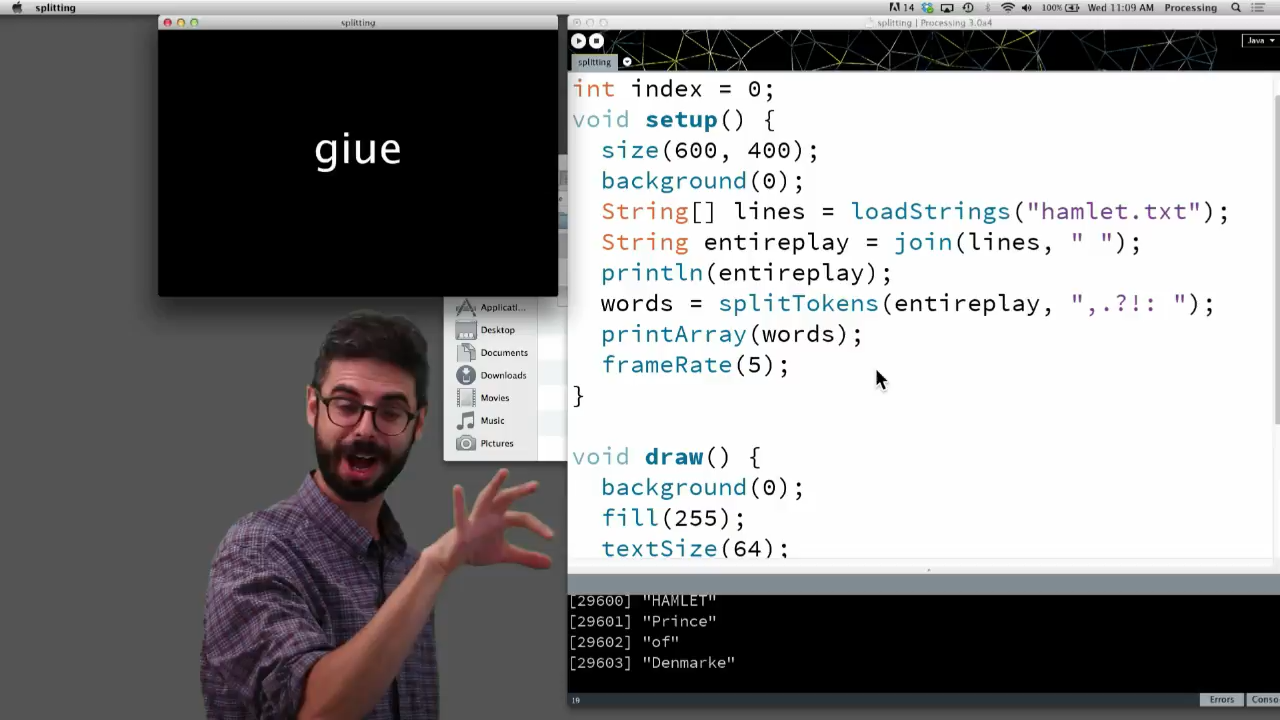 splitting
14
100%
Wed 11:09 AM
Processing
splitting
splitting | Processing 3.0a4
Java
splitting
giue
int index = 0;
void setup() {
size(600, 400);
background(0);
String[] lines = loadStrings("hamlet.txt");
String entireplay = join(lines, " ");
println(entireplay);
words = splitTokens(entireplay, ",.?!: ");
printArray(words);
frameRate(5);
}
void draw() {
background(0);
fill(255);
textSize(64);
Applicati...
Desktop
Documents
Downloads
Movies
Music
Pictures
[29600] "HAMLET"
[29601] "Prince"
[29602] "of"
[29603] "Denmarke"
19
Errors
Conso